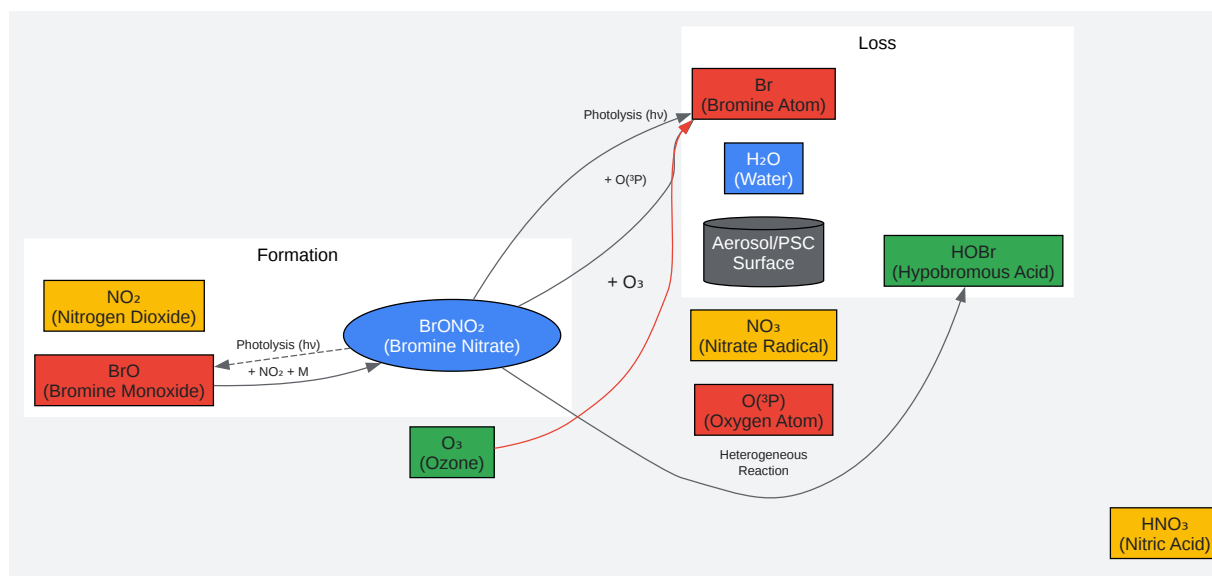 Loss
Br
(Bromine Atom)
Photolysis (hν)
H₂O
(Water)
+ O(³P)
Aerosol/PSC
Surface
HOBr
(Hypobromous Acid)
Formation
NO₂
(Nitrogen Dioxide)
+ O₃
BrONO₂
(Bromine Nitrate)
NO₃
(Nitrate Radical)
Photolysis (hν)
BrO
(Bromine Monoxide)
+ NO₂ + M
O(³P)
(Oxygen Atom)
O₃
(Ozone)
Heterogeneous
Reaction
HNO₃
(Nitric Acid)